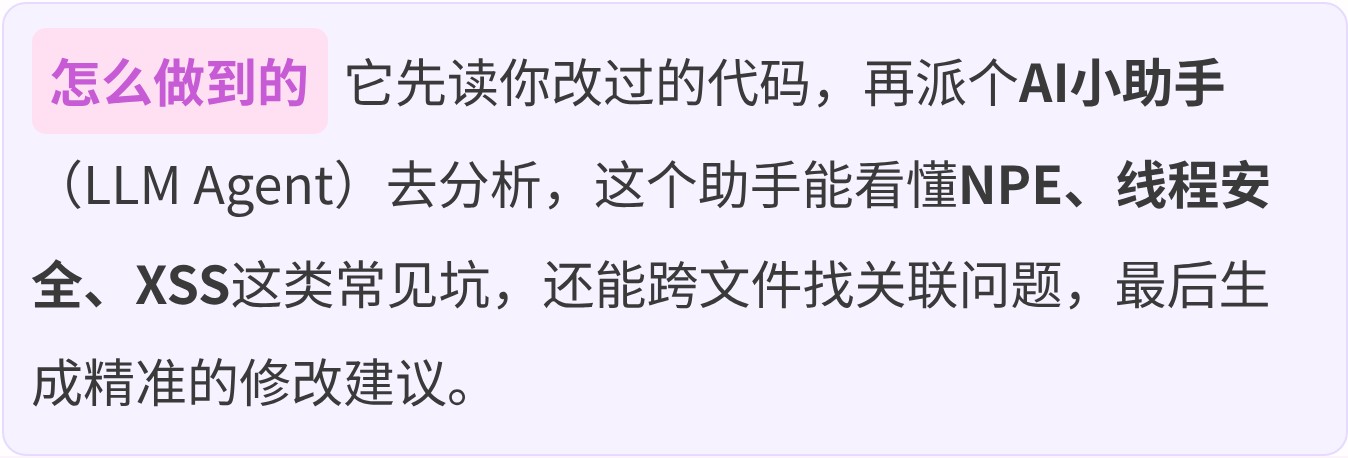 怎么做到的 它先读你改过的代码，再派个AI小助手
（LLM Agent）去分析，这个助手能看懂NPE、线程安
全、XSS这类常见坑，还能跨文件找关联问题，最后生
成精准的修改建议。